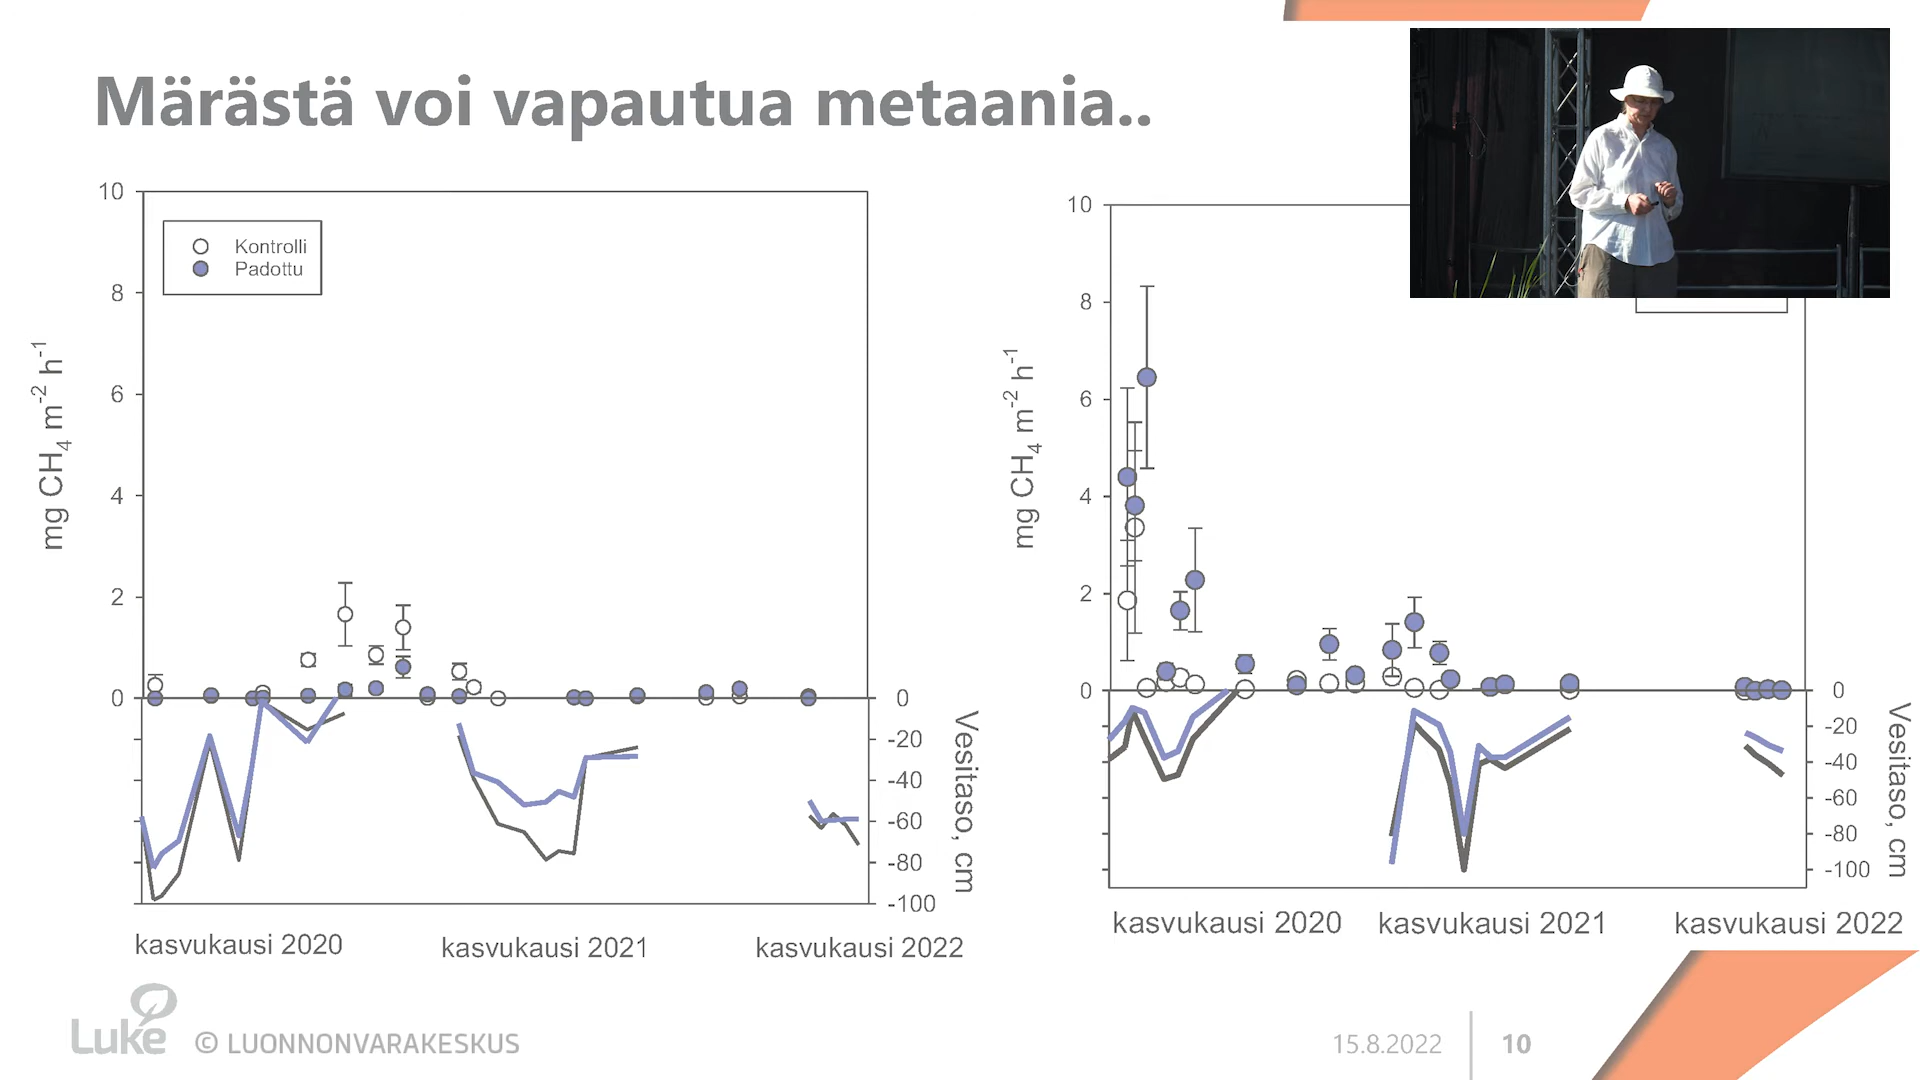 Märästä voi vapautua metaania..
10
8
6
4
2
0
mg CH4 m-2 h-1
Kontrolli
Padottu
0
-20
-40
-60
-80
-100
Vesitaso, cm
kasvukausi 2020
kasvukausi 2021
kasvukausi 2022
10
8
6
4
2
0
mg CH4 m-2 h-1
0
-20
-40
-60
-80
-100
Vesitaso, cm
kasvukausi 2020
kasvukausi 2021
kasvukausi 2022
Luke
© LUONNONVARAKESKUS
15.8.2022
10